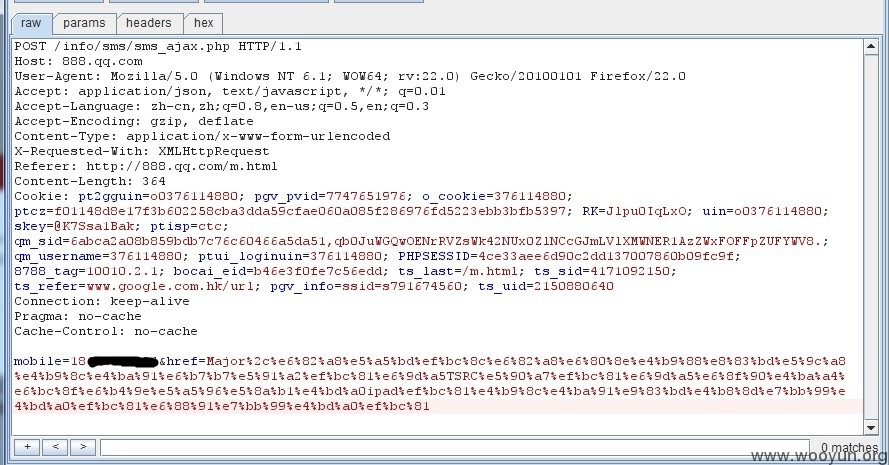 raw params headers hex
POST /info/sms/sms_ajax.php HTTP/1.1
Host: 888.qq.com
User-Agent: Mozilla/5.0 (Windows NT 6.1; WOW64; rv:22.0) Gecko/20100101 Firefox/22.0
Accept: application/json, text/javascript, */*; q=0.01
Accept-Language: zh-cn,zh;q=0.8,en-us;q=0.5,en;q=0.3
Accept-Encoding: gzip, deflate
Content-Type: application/x-www-form-urlencoded
X-Requested-With: XMLHttpRequest
Referer: http://888.qq.com/m.html
Content-Length: 364
Cookie: pt2gguin=o0376114880; pgv_pvid=7747651976; o_cookie=376114880;
ptcz=f01148d8e17f3b602258cba3dda59cfae060a085f286976fd5223ebb3bfb5397; RK=J1pu0IqLxO; uin=o0376114880;
skey=@K7Ssa1Bak; ptisp=ctc;
qm_sid=6abca2a08b859bdb7c76c60466a5da51,qb0JuWGQwOENrRVZsWk42NUx0Z1NCcGJmLV1XMWNER1AzZWxFOFFpZUFYWV8.;
qm_username=376114880; ptui_loginuin=376114880; PHPSESSID=4ce33aee6d90c2dd137007860b09fc9f;
8788_tag=10010.2.1; bocai_eid=b46e3f0fe7c56edd; ts_last=/m.html; ts_sid=4171092150;
ts_refer=www.google.com.hk/url; pgv_info=ssid=s791674560; ts_uid=2150880640
Connection: keep-alive
Pragma: no-cache
Cache-Control: no-cache
mobile=18 &href=Major%2c%e6%82%a8%e5%a5%bd%ef%bc%8c%e6%82%a8%e6%80%8e%e4%b9%88%e8%83%bd%e5%9c%a8
%e4%b9%8c%e4%ba%91%e6%b7%b7%e5%91%a2%ef%bc%81%e6%9d%a5TSRC%e5%90%a7%ef%bc%81%e6%9d%a5%e6%8f%90%e4%ba%a4%
e6%bc%8f%e6%b4%9e%e5%a5%96%e5%8a%b1%e4%bd%a0ipad%ef%bc%81%e4%b9%8c%e4%ba%91%e9%83%bd%e4%b8%8d%e7%bb%99%e
4%bd%a0%ef%bc%81%e6%88%91%e7%bb%99%e4%bd%a0%ef%bc%81
+ < > 0 matches
www.wooyun.org